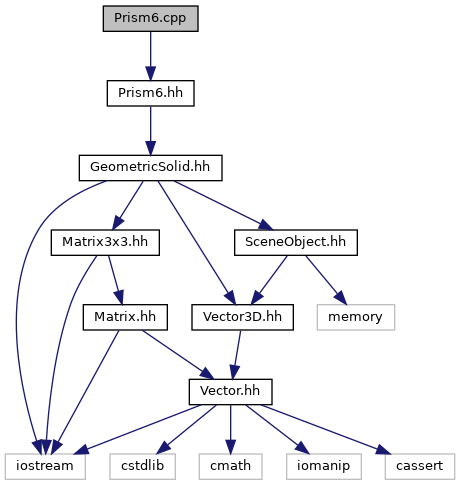 Prism6.cpp
Prism6.hh
GeometricSolid.hh
Matrix3x3.hh
SceneObject.hh
Matrix.hh
Vector3D.hh
memory
Vector.hh
iostream
cstdlib
cmath
iomanip
cassert